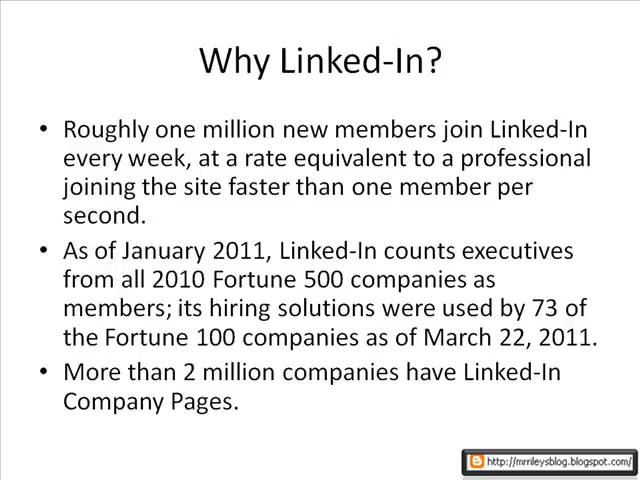 Why Linked-In?
• Roughly one million new members join Linked-In
every week, at a rate equivalent to a professional
joining the site faster than one member per
second.
• As of January 2011, Linked-In counts executives
from all 2010 Fortune 500 companies as
members; its hiring solutions were used by 73 of
the Fortune 100 companies as of March 22, 2011.
• More than 2 million companies have Linked-In
Company Pages.
http://mrrileysblog.blogspot.com/